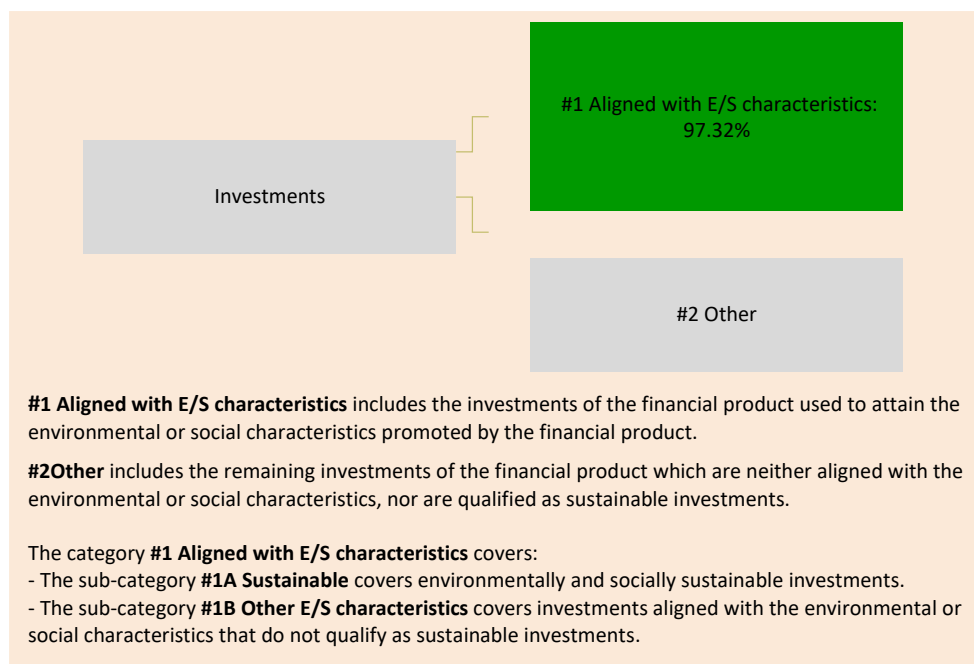 #1 Aligned with E/S characteristics:
97.32%
Investments
#2 Other
#1 Aligned with E/S characteristics includes the investments of the financial product used to attain the
environmental or social characteristics promoted by the financial product.
#2Other includes the remaining investments of the financial product which are neither aligned with the
environmental or social characteristics, nor are qualified as sustainable investments.
The category #1 Aligned with E/S characteristics covers:
- The sub-category #1A Sustainable covers environmentally and socially sustainable investments.
- The sub-category #1B Other E/S characteristics covers investments aligned with the environmental or
social characteristics that do not qualify as sustainable investments.